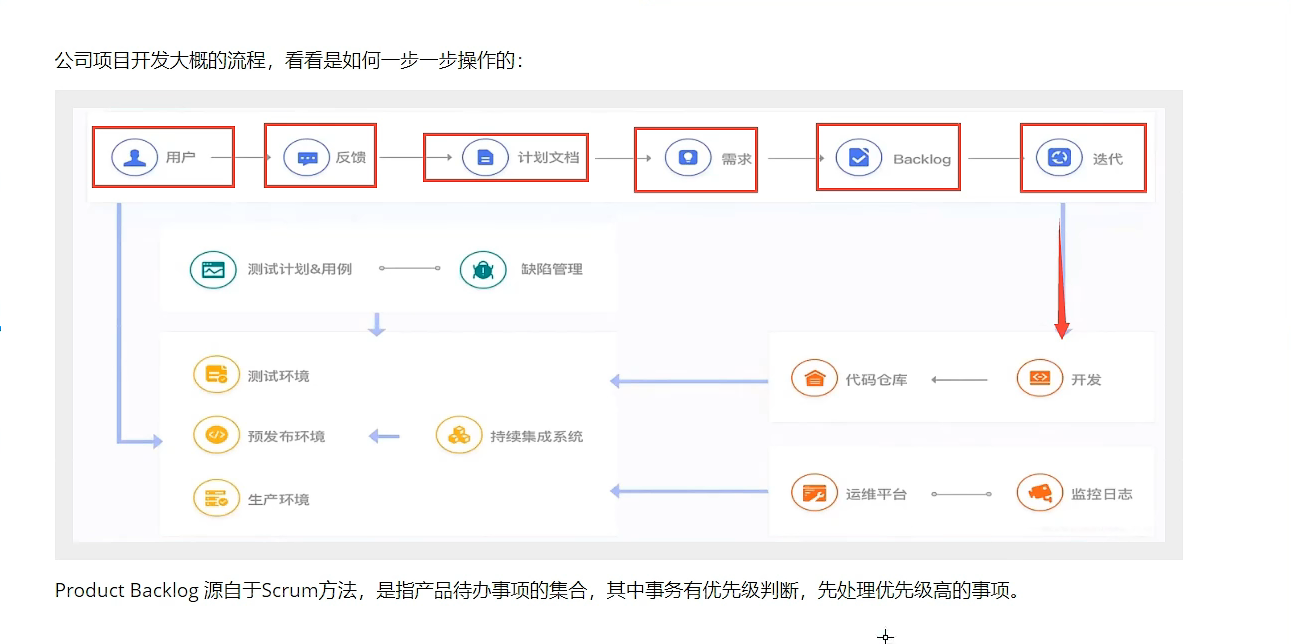 公司项目开发大概的流程，看看是如何一步一步操作的：
用户 反馈 计划文档 需求 Backlog 迭代
测试计划&用例 缺陷管理
测试环境 代码仓库 开发
预发布环境 持续集成系统
生产环境 运维平台 监控日志
Product Backlog 源自于Scrum方法，是指产品待办事项的集合，其中事务有优先级判断，先处理优先级高的事项。